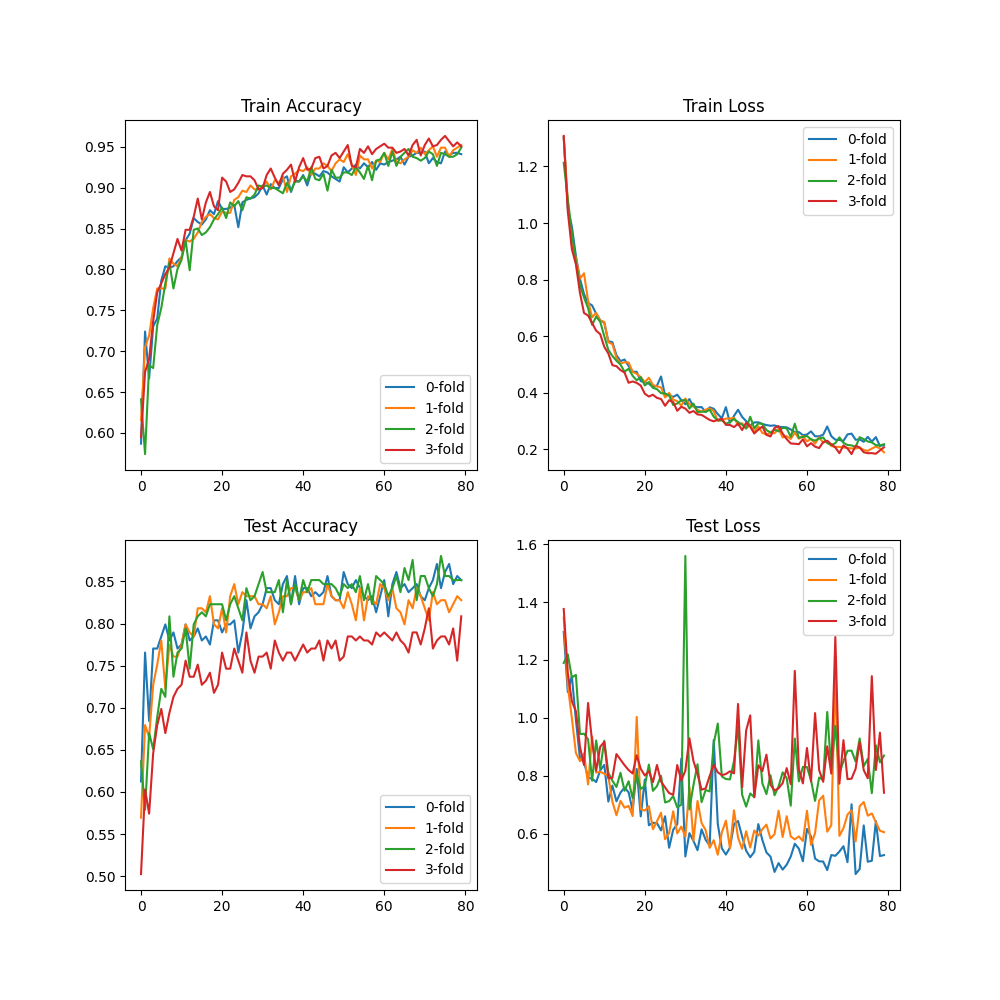 Train Accuracy
0.95
0.90
0.85
0.80
0.75
0.70
0.65
0.60
0 20 40 60 80
0-fold
1-fold
2-fold
3-fold
Train Loss
1.2
1.0
0.8
0.6
0.4
0.2
0 20 40 60 80
0-fold
1-fold
2-fold
3-fold
Test Accuracy
0.85
0.80
0.75
0.70
0.65
0.60
0.55
0.50
0 20 40 60 80
0-fold
1-fold
2-fold
3-fold
Test Loss
1.6
1.4
1.2
1.0
0.8
0.6
0 20 40 60 80
0-fold
1-fold
2-fold
3-fold